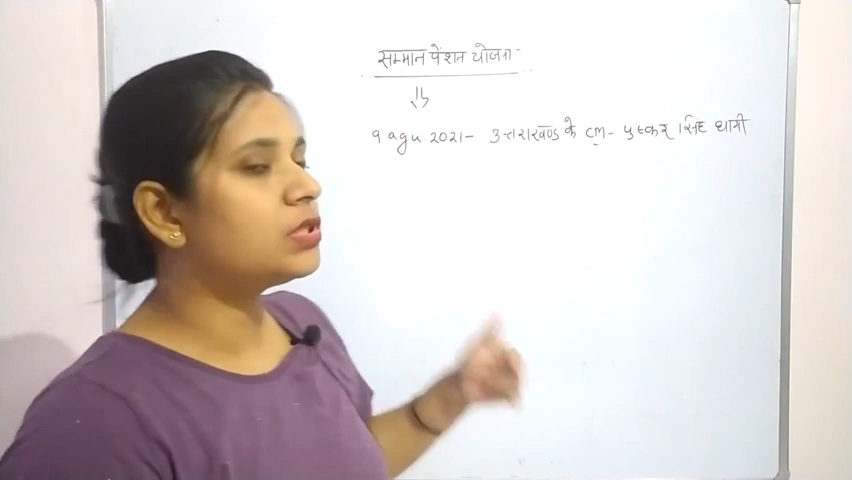 सम्मान पेंशन योजना -
9 agu 2021- उत्तराखण्ड के CM- पुष्कर सिंह धामी